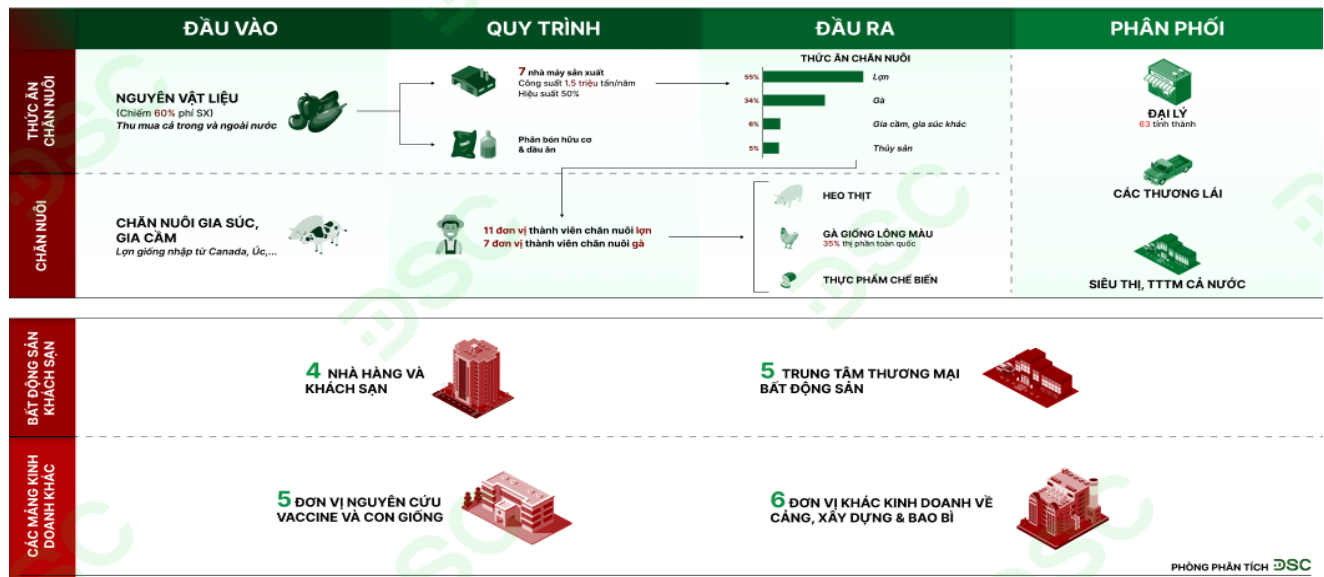 ĐẦU VÀO
QUY TRÌNH
ĐẦU RA
PHÂN PHỐI
THỨC ĂN
CHĂN NUÔI
NGUYÊN VẬT LIỆU
(Chiếm 60% phí SX)
Thu mua cả trong và ngoài nước
7 nhà máy sản xuất
Công suất 1.5 triệu tấn/năm
Hiệu suất 50%
Phân bón hữu cơ
& dầu ăn
THỨC ĂN CHĂN NUÔI
55% Lợn
34% Gà
6% Gia cầm, gia súc khác
5% Thủy sản
ĐẠI LÝ
63 tỉnh thành
CÁC THƯƠNG LÁI
SIÊU THỊ, TTTM CẢ NƯỚC
CHĂN NUÔI
CHĂN NUÔI GIA SÚC,
GIA CẦM
Lợn giống nhập từ Canada, Úc,...
11 đơn vị thành viên chăn nuôi lợn
7 đơn vị thành viên chăn nuôi gà
HEO THỊT
GÀ GIỐNG LÔNG MÀU
35% thị phần toàn quốc
THỰC PHẨM CHẾ BIẾN
BẤT ĐỘNG SẢN
KHÁCH SẠN
4 NHÀ HÀNG VÀ
KHÁCH SẠN
5 TRUNG TÂM THƯƠNG MẠI
BẤT ĐỘNG SẢN
CÁC MẢNG KINH
DOANH KHÁC
5 ĐƠN VỊ NGUYÊN CỨU
VACCINE VÀ CON GIỐNG
6 ĐƠN VỊ KHÁC KINH DOANH VỀ
CẢNG, XÂY DỰNG & BAO BÌ
PHÒNG PHÂN TÍCH DSC